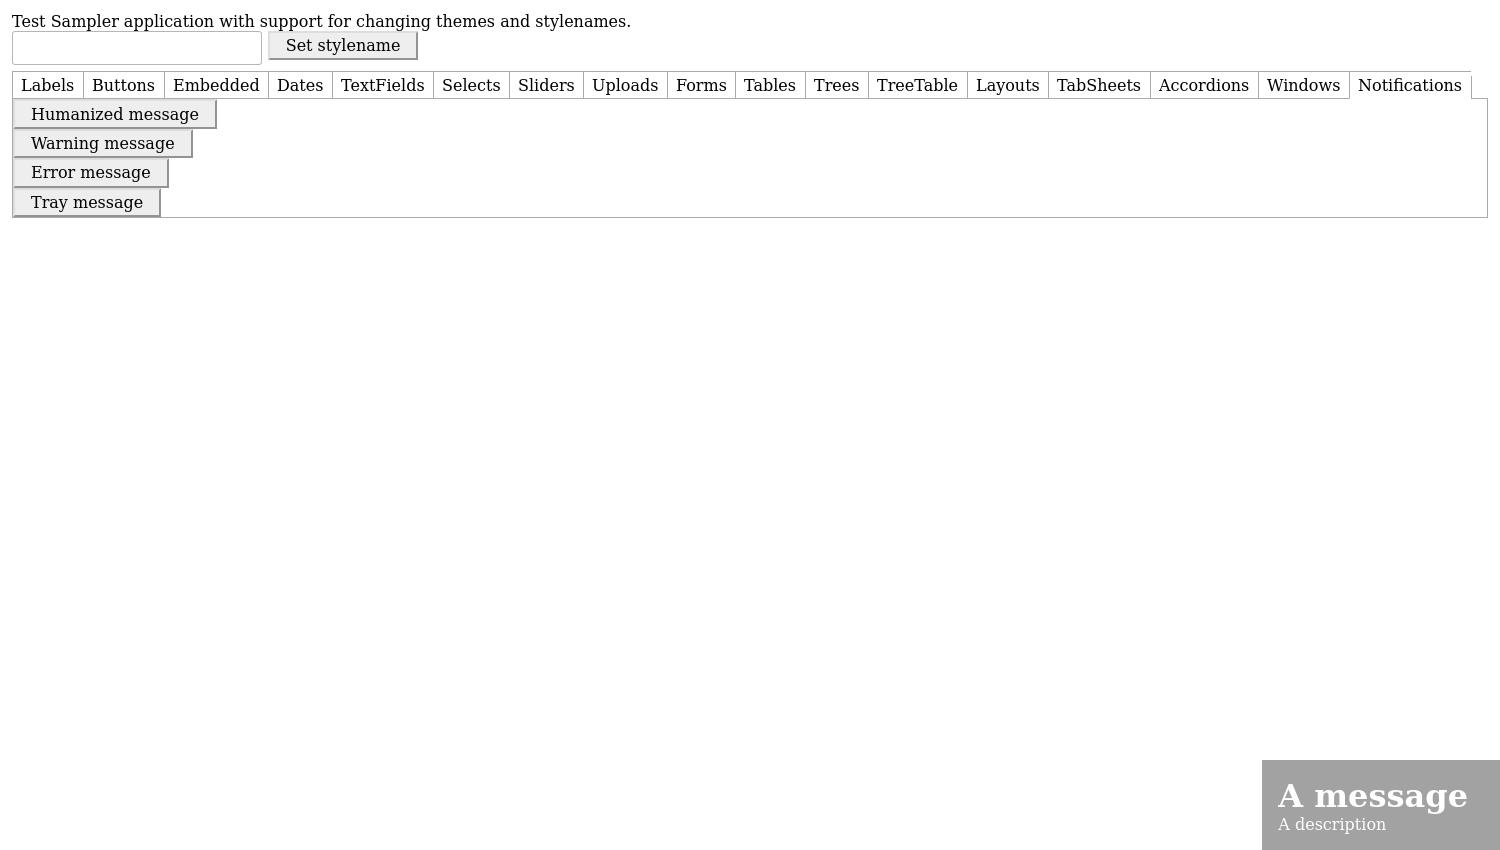 Test Sampler application with support for changing themes and stylenames.
Set stylename
Labels Buttons Embedded Dates TextFields Selects Sliders Uploads Forms Tables Trees TreeTable Layouts TabSheets Accordions Windows Notifications
Humanized message
Warning message
Error message
Tray message
A message
A description